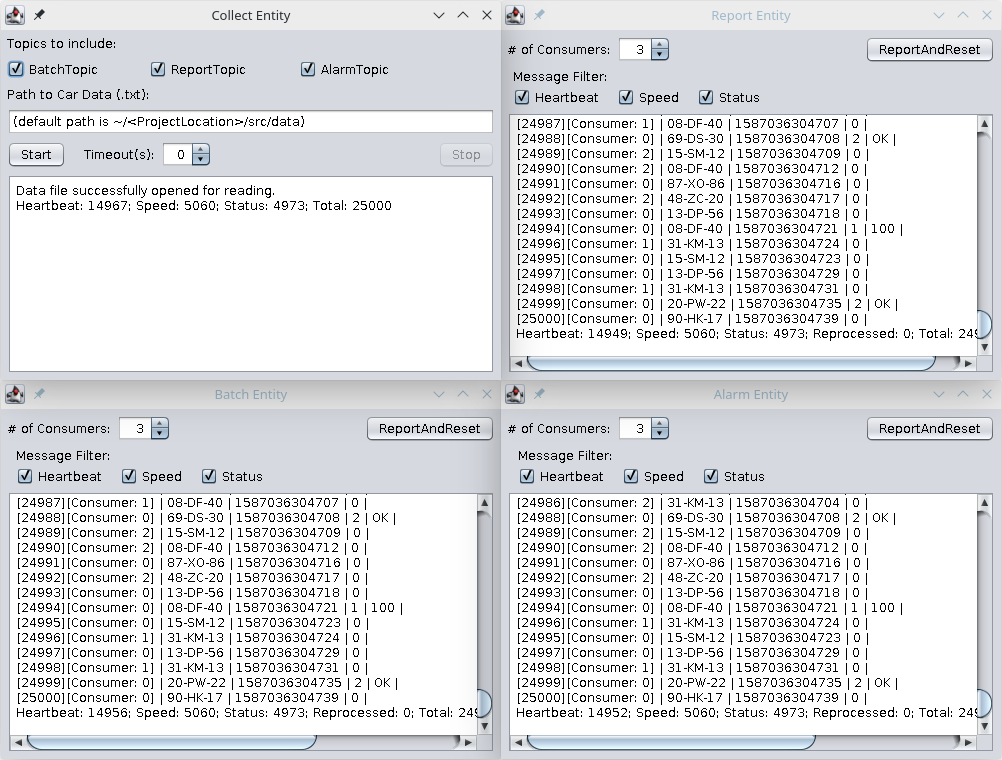 Collect Entity
Topics to include:
BatchTopic ReportTopic AlarmTopic
Path to Car Data (.txt):
(default path is ~/<ProjectLocation>/src/data)
Start Timeout(s): 0 Stop
Data file successfully opened for reading.
Heartbeat: 14967; Speed: 5060; Status: 4973; Total: 25000
Report Entity
# of Consumers: 3 ReportAndReset
Message Filter:
Heartbeat Speed Status
[24987][Consumer: 1] | 08-DF-40 | 1587036304707 | 0 |
[24988][Consumer: 0] | 69-DS-30 | 1587036304708 | 2 | OK |
[24989][Consumer: 2] | 15-SM-12 | 1587036304709 | 0 |
[24990][Consumer: 2] | 08-DF-40 | 1587036304712 | 0 |
[24991][Consumer: 0] | 87-XO-86 | 1587036304716 | 0 |
[24992][Consumer: 2] | 48-ZC-20 | 1587036304717 | 0 |
[24993][Consumer: 0] | 13-DP-56 | 1587036304718 | 0 |
[24994][Consumer: 0] | 08-DF-40 | 1587036304721 | 1 | 100 |
[24996][Consumer: 1] | 31-KM-13 | 1587036304724 | 0 |
[24995][Consumer: 0] | 15-SM-12 | 1587036304723 | 0 |
[24997][Consumer: 0] | 13-DP-56 | 1587036304729 | 0 |
[24998][Consumer: 1] | 31-KM-13 | 1587036304731 | 0 |
[24999][Consumer: 0] | 20-PW-22 | 1587036304735 | 2 | OK |
[25000][Consumer: 0] | 90-HK-17 | 1587036304739 | 0 |
Heartbeat: 14949; Speed: 5060; Status: 4973; Reprocessed: 0; Total: 249
Batch Entity
# of Consumers: 3 ReportAndReset
Message Filter:
Heartbeat Speed Status
[24987][Consumer: 1] | 08-DF-40 | 1587036304707 | 0 |
[24988][Consumer: 0] | 69-DS-30 | 1587036304708 | 2 | OK |
[24989][Consumer: 2] | 15-SM-12 | 1587036304709 | 0 |
[24990][Consumer: 2] | 08-DF-40 | 1587036304712 | 0 |
[24991][Consumer: 0] | 87-XO-86 | 1587036304716 | 0 |
[24992][Consumer: 2] | 48-ZC-20 | 1587036304717 | 0 |
[24993][Consumer: 0] | 13-DP-56 | 1587036304718 | 0 |
[24994][Consumer: 0] | 08-DF-40 | 1587036304721 | 1 | 100 |
[24995][Consumer: 0] | 15-SM-12 | 1587036304723 | 0 |
[24996][Consumer: 1] | 31-KM-13 | 1587036304724 | 0 |
[24997][Consumer: 0] | 13-DP-56 | 1587036304729 | 0 |
[24998][Consumer: 1] | 31-KM-13 | 1587036304731 | 0 |
[24999][Consumer: 0] | 20-PW-22 | 1587036304735 | 2 | OK |
[25000][Consumer: 0] | 90-HK-17 | 1587036304739 | 0 |
Heartbeat: 14956; Speed: 5060; Status: 4973; Reprocessed: 0; Total: 249
Alarm Entity
# of Consumers: 3 ReportAndReset
Message Filter:
Heartbeat Speed Status
[24986][Consumer: 2] | 31-KM-13 | 1587036304704 | 0 |
[24988][Consumer: 0] | 69-DS-30 | 1587036304708 | 2 | OK |
[24989][Consumer: 2] | 15-SM-12 | 1587036304709 | 0 |
[24990][Consumer: 2] | 08-DF-40 | 1587036304712 | 0 |
[24991][Consumer: 0] | 87-XO-86 | 1587036304716 | 0 |
[24992][Consumer: 2] | 48-ZC-20 | 1587036304717 | 0 |
[24993][Consumer: 0] | 13-DP-56 | 1587036304718 | 0 |
[24994][Consumer: 0] | 08-DF-40 | 1587036304721 | 1 | 100 |
[24996][Consumer: 1] | 31-KM-13 | 1587036304724 | 0 |
[24995][Consumer: 0] | 15-SM-12 | 1587036304723 | 0 |
[24997][Consumer: 0] | 13-DP-56 | 1587036304729 | 0 |
[24998][Consumer: 1] | 31-KM-13 | 1587036304731 | 0 |
[24999][Consumer: 0] | 20-PW-22 | 1587036304735 | 2 | OK |
[25000][Consumer: 0] | 90-HK-17 | 1587036304739 | 0 |
Heartbeat: 14952; Speed: 5060; Status: 4973; Reprocessed: 0; Total: 249